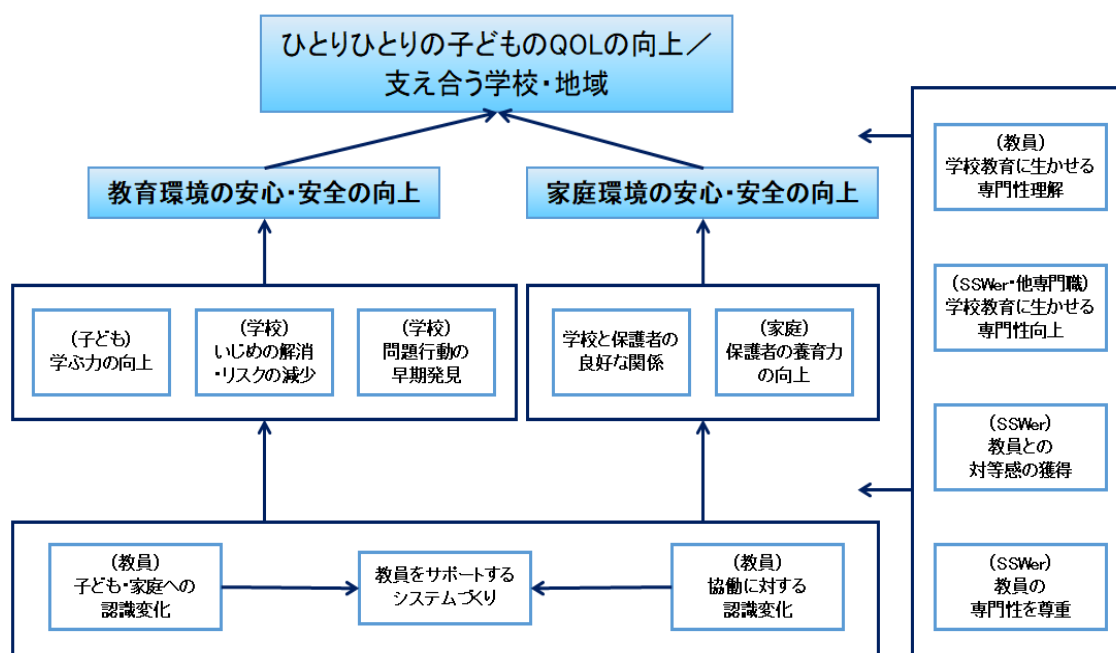 ひとりひとりの子どものQOLの向上／
支え合う学校・地域
教育環境の安心・安全の向上
家庭環境の安心・安全の向上
(子ども)
学ぶ力の向上
(学校)
いじめの解消
・リスクの減少
(学校)
問題行動の
早期発見
学校と保護者の
良好な関係
(家庭)
保護者の養育力
の向上
(教員)
子ども・家庭への
認識変化
教員をサポートする
システムづくり
(教員)
協働に対する
認識変化
(教員)
学校教育に生かせる
専門性理解
(SSWer・他専門職)
学校教育に生かせる
専門性向上
(SSWer)
教員との
対等感の獲得
(SSWer)
教員の
専門性を尊重